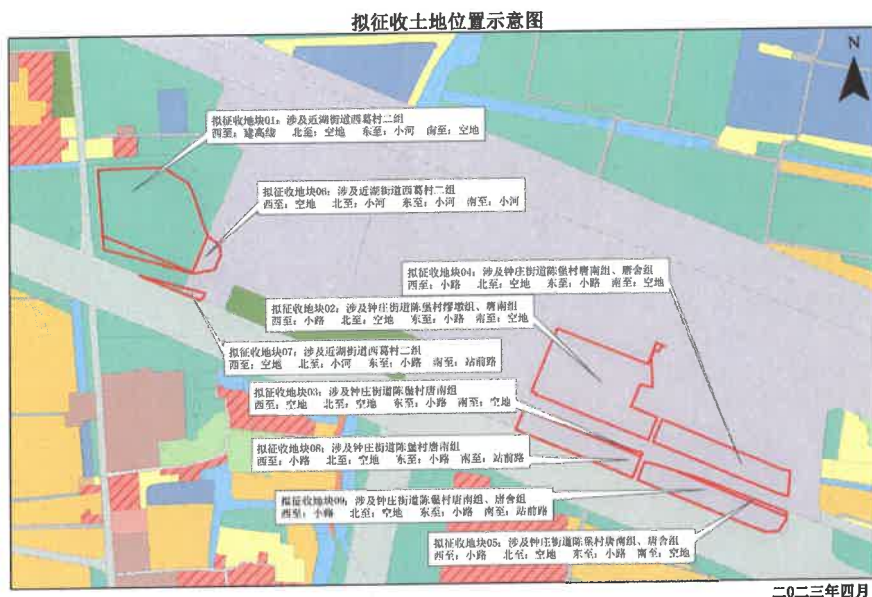 拟征收土地位置示意图
N
拟征收地块01：涉及近湖街道西葛村二组
西至：建高线 北至：空地 东至：小河 南至：空地
拟征收地块06：涉及近湖街道西葛村二组
西至：空地 北至：小河 东至：小河 南至：小河
拟征收地块04：涉及钟庄街道陈堡村唐南组、唐舍组
西至：小路 北至：空地 东至：小路 南至：空地
拟征收地块02：涉及钟庄街道陈堡村缪墩组、唐南组
西至：小路 北至：空地 东至：小路 南至：空地
拟征收地块07：涉及近湖街道西葛村二组
西至：空地 北至：小河 东至：小路 南至：站前路
拟征收地块03：涉及钟庄街道陈堡村唐南组
西至：空地 北至：空地 东至：小路 南至：空地
拟征收地块08：涉及钟庄街道陈堡村唐南组
西至：小路 北至：空地 东至：小路 南至：站前路
拟征收地块09：涉及钟庄街道陈堡村唐南组、唐舍组
西至：小路 北至：空地 东至：小路 南至：站前路
拟征收地块05：涉及钟庄街道陈堡村唐南组、唐舍组
西至：小路 北至：空地 东至：小路 南至：空地
二〇二三年四月